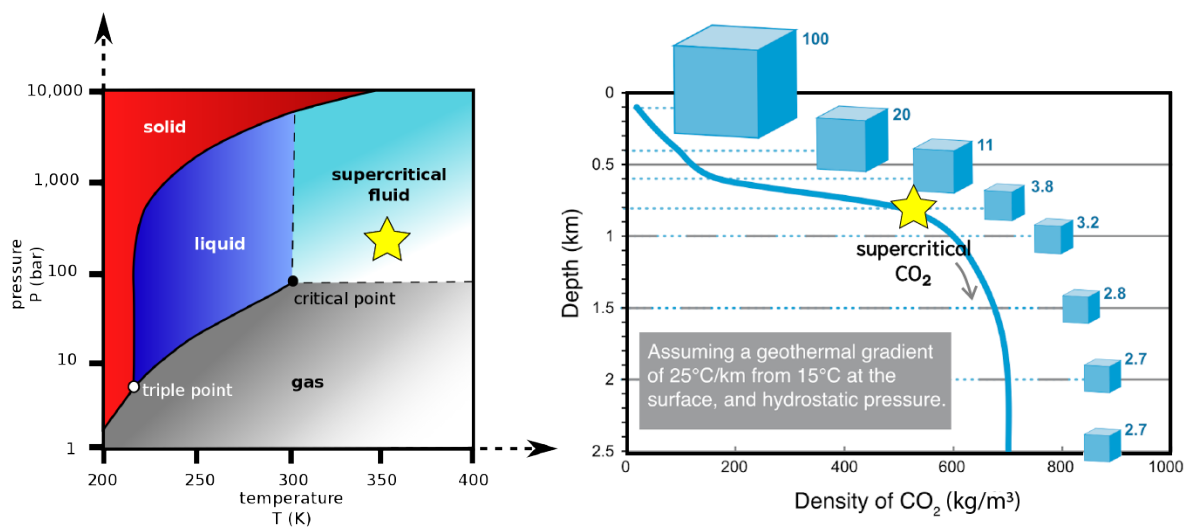 10,000
1,000
100
10
1
pressure
P (bar)
solid
liquid
supercritical
fluid
critical point
gas
triple point
200
250
300
350
400
temperature
T (K)
100
20
11
3.8
3.2
2.8
2.7
2.7
0
0.5
1
1.5
2
2.5
Depth (km)
supercritical
CO₂
Assuming a geothermal gradient
of 25°C/km from 15°C at the
surface, and hydrostatic pressure.
0
200
400
600
800
1000
Density of CO₂ (kg/m³)